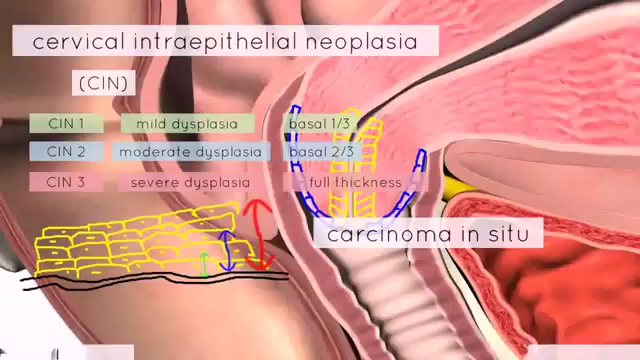 cervical intraepithelial neoplasia
(CIN)
CIN 1 mild dysplasia basal 1/3
CIN 2 moderate dysplasia basal 2/3
CIN 3 severe dysplasia full thickness
carcinoma in situ